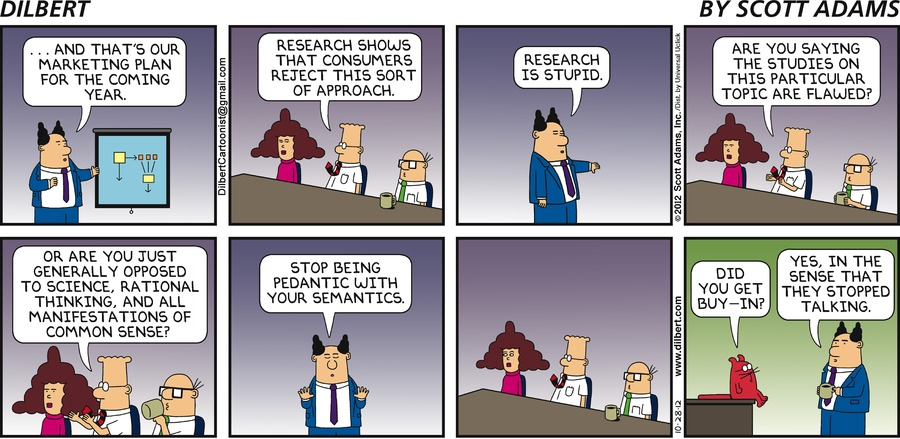 DILBERT
BY SCOTT ADAMS
. . . AND THAT'S OUR
MARKETING PLAN
FOR THE COMING
YEAR.
DilbertCartoonist@gmail.com
RESEARCH SHOWS
THAT CONSUMERS
REJECT THIS SORT
OF APPROACH.
RESEARCH
IS STUPID.
©2012 Scott Adams, Inc./Dist. by Universal Uclick
ARE YOU SAYING
THE STUDIES ON
THIS PARTICULAR
TOPIC ARE FLAWED?
OR ARE YOU JUST
GENERALLY OPPOSED
TO SCIENCE, RATIONAL
THINKING, AND ALL
MANIFESTATIONS OF
COMMON SENSE?
STOP BEING
PEDANTIC WITH
YOUR SEMANTICS.
10-28-12
www.dilbert.com
DID
YOU GET
BUY-IN?
YES, IN THE
SENSE THAT
THEY STOPPED
TALKING.